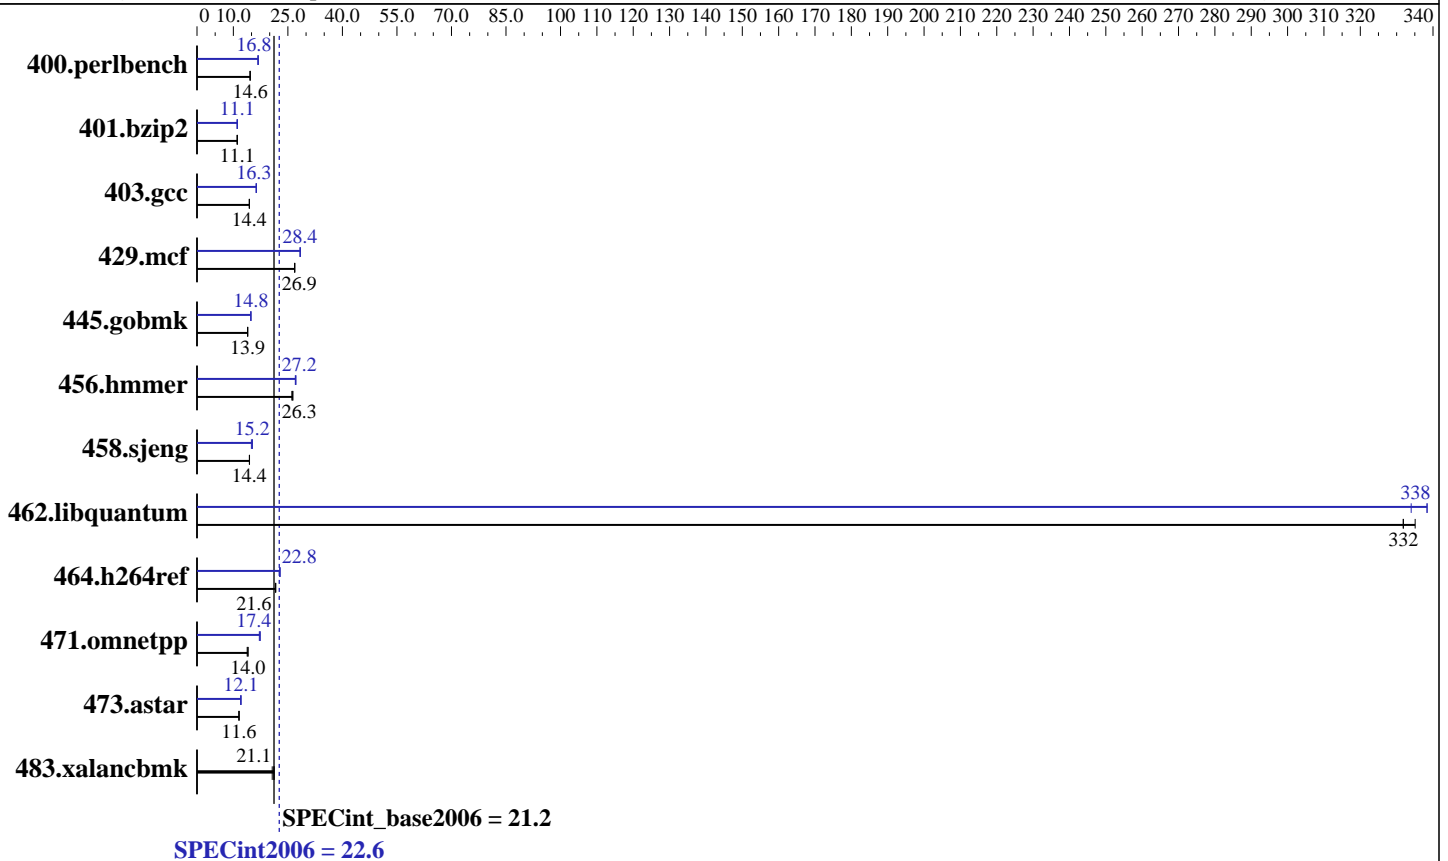 0 10.0 25.0 40.0 55.0 70.0 85.0 100 110 120 130 140 150 160 170 180 190 200 210 220 230 240 250 260 270 280 290 300 310 320 340
16.8
400.perlbench
14.6
11.1
401.bzip2
11.1
16.3
403.gcc
14.4
28.4
429.mcf
26.9
14.8
445.gobmk
13.9
27.2
456.hmmer
26.3
15.2
458.sjeng
14.4
338
462.libquantum
332
22.8
464.h264ref
21.6
17.4
471.omnetpp
14.0
12.1
473.astar
11.6
21.1
483.xalancbmk
SPECint_base2006 = 21.2
SPECint2006 = 22.6